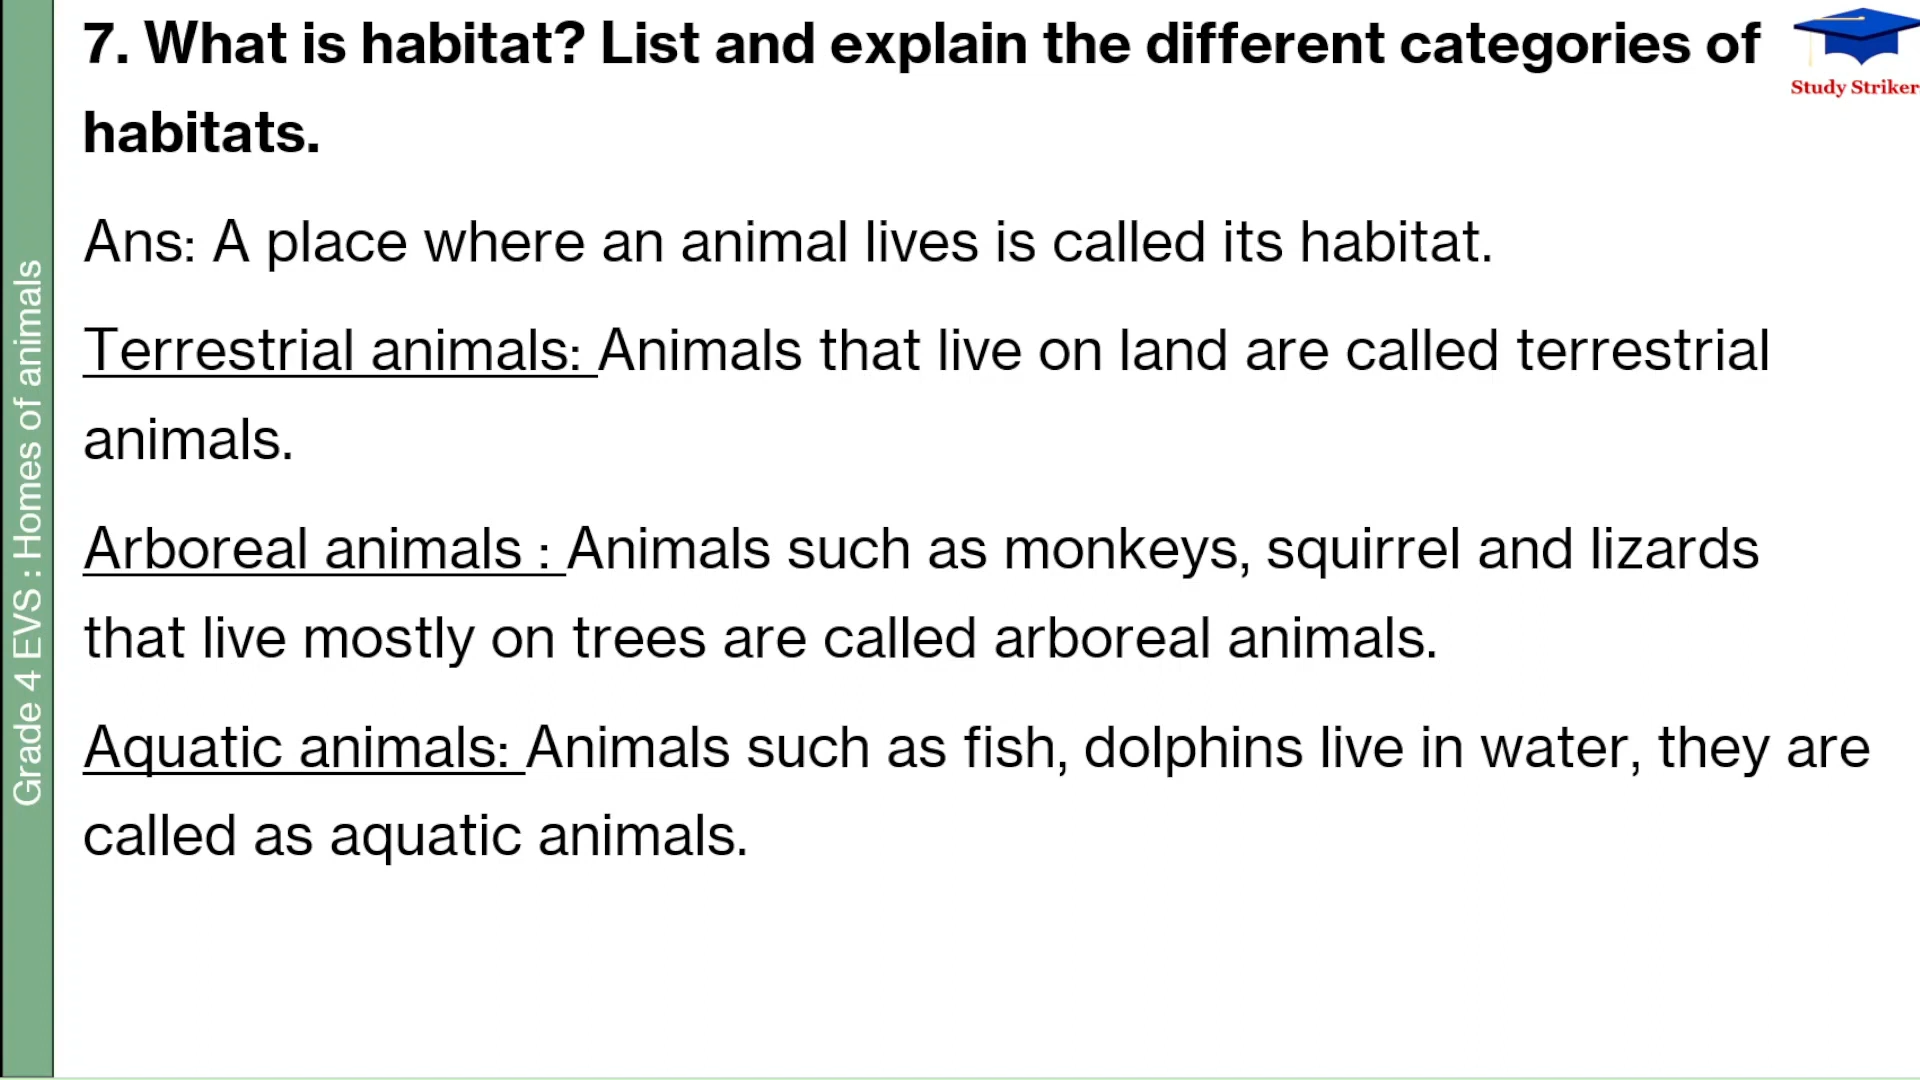 7. What is habitat? List and explain the different categories of
habitats.
Study Striker
Ans: A place where an animal lives is called its habitat.
Terrestrial animals: Animals that live on land are called terrestrial
animals.
Arboreal animals : Animals such as monkeys, squirrel and lizards
that live mostly on trees are called arboreal animals.
Aquatic animals: Animals such as fish, dolphins live in water, they are
called as aquatic animals.
Grade 4 EVS : Homes of animals